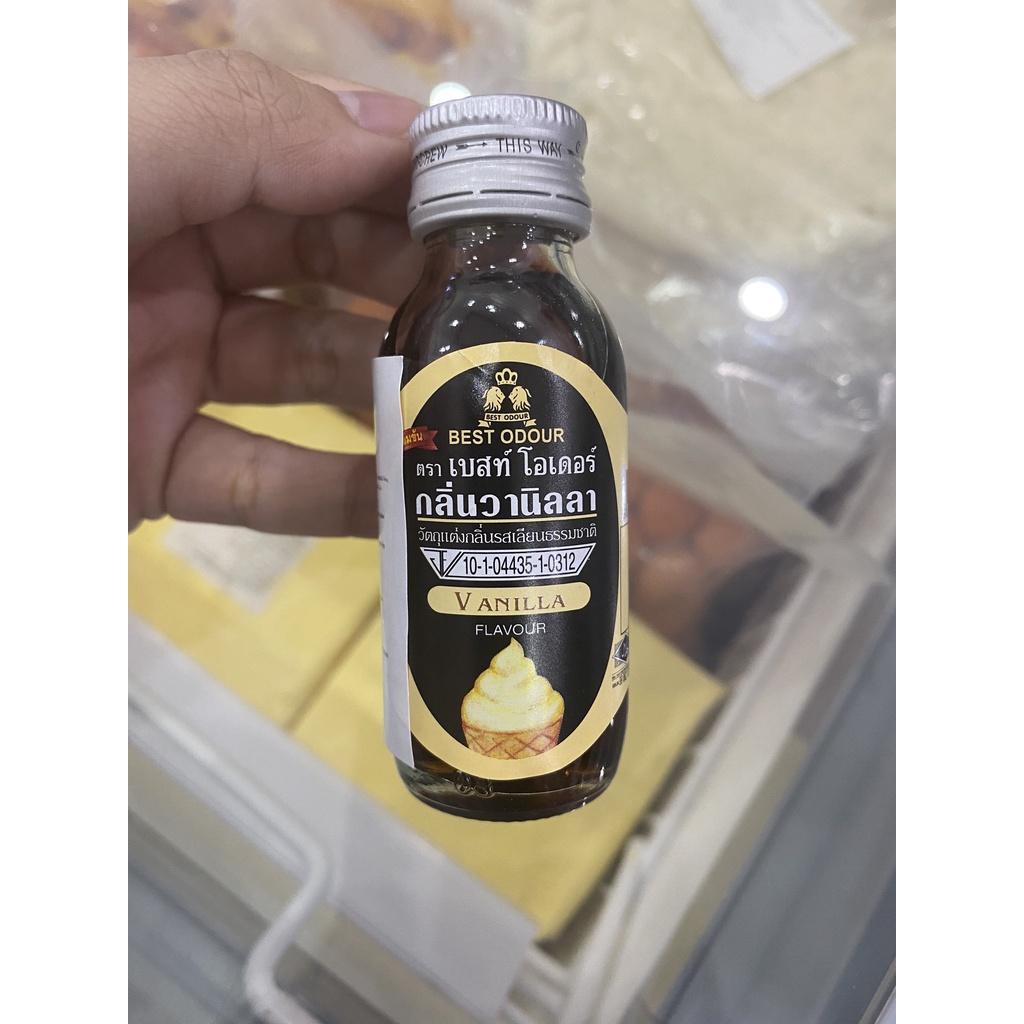 THIS WAY
BEST ODOUR
BEST ODOUR
ตรา เบสท์ โอเดอร์
กลิ่นวานิลลา
วัตถุแต่งกลิ่นรสเลียนธรรมชาติ
10-1-04435-1-0312
VANILLA
FLAVOUR